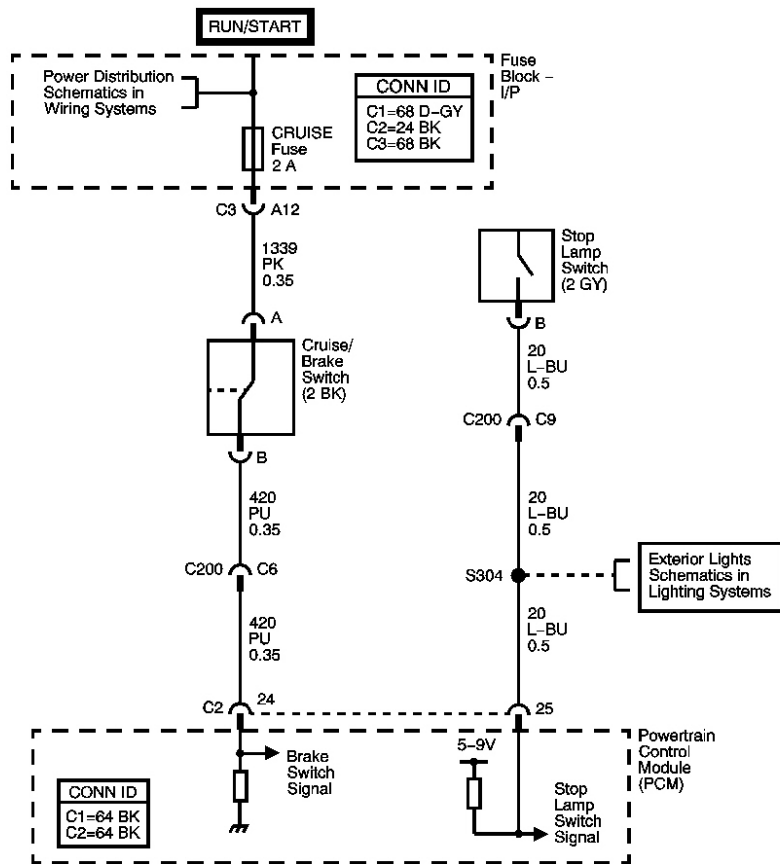 RUN/START
Power Distribution
Schematics in
Wiring Systems
CONN ID
C1=68 D-GY
C2=24 BK
C3=68 BK
Fuse
Block –
I/P
CRUISE
Fuse
2 A
C3 A12
1339
PK
0.35
Stop
Lamp
Switch
(2 GY)
A
B
Cruise/
Brake
Switch
(2 BK)
20
L-BU
0.5
C200 C9
B
420
PU
0.35
20
L-BU
0.5
C200 C6
S304
Exterior Lights
Schematics in
Lighting Systems
420
PU
0.35
20
L-BU
0.5
C2 24
25
Powertrain
Control
Module
(PCM)
Brake
Switch
Signal
5-9V
CONN ID
C1=64 BK
C2=64 BK
Stop
Lamp
Switch
Signal